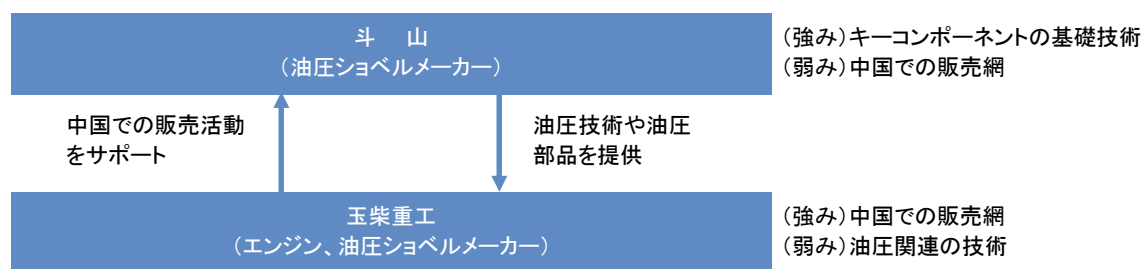 斗　山
（油圧ショベルメーカー）
（強み）キーコンポーネントの基礎技術
（弱み）中国での販売網
中国での販売活動
をサポート
油圧技術や油圧
部品を提供
玉柴重工
（エンジン、油圧ショベルメーカー）
（強み）中国での販売網
（弱み）油圧関連の技術